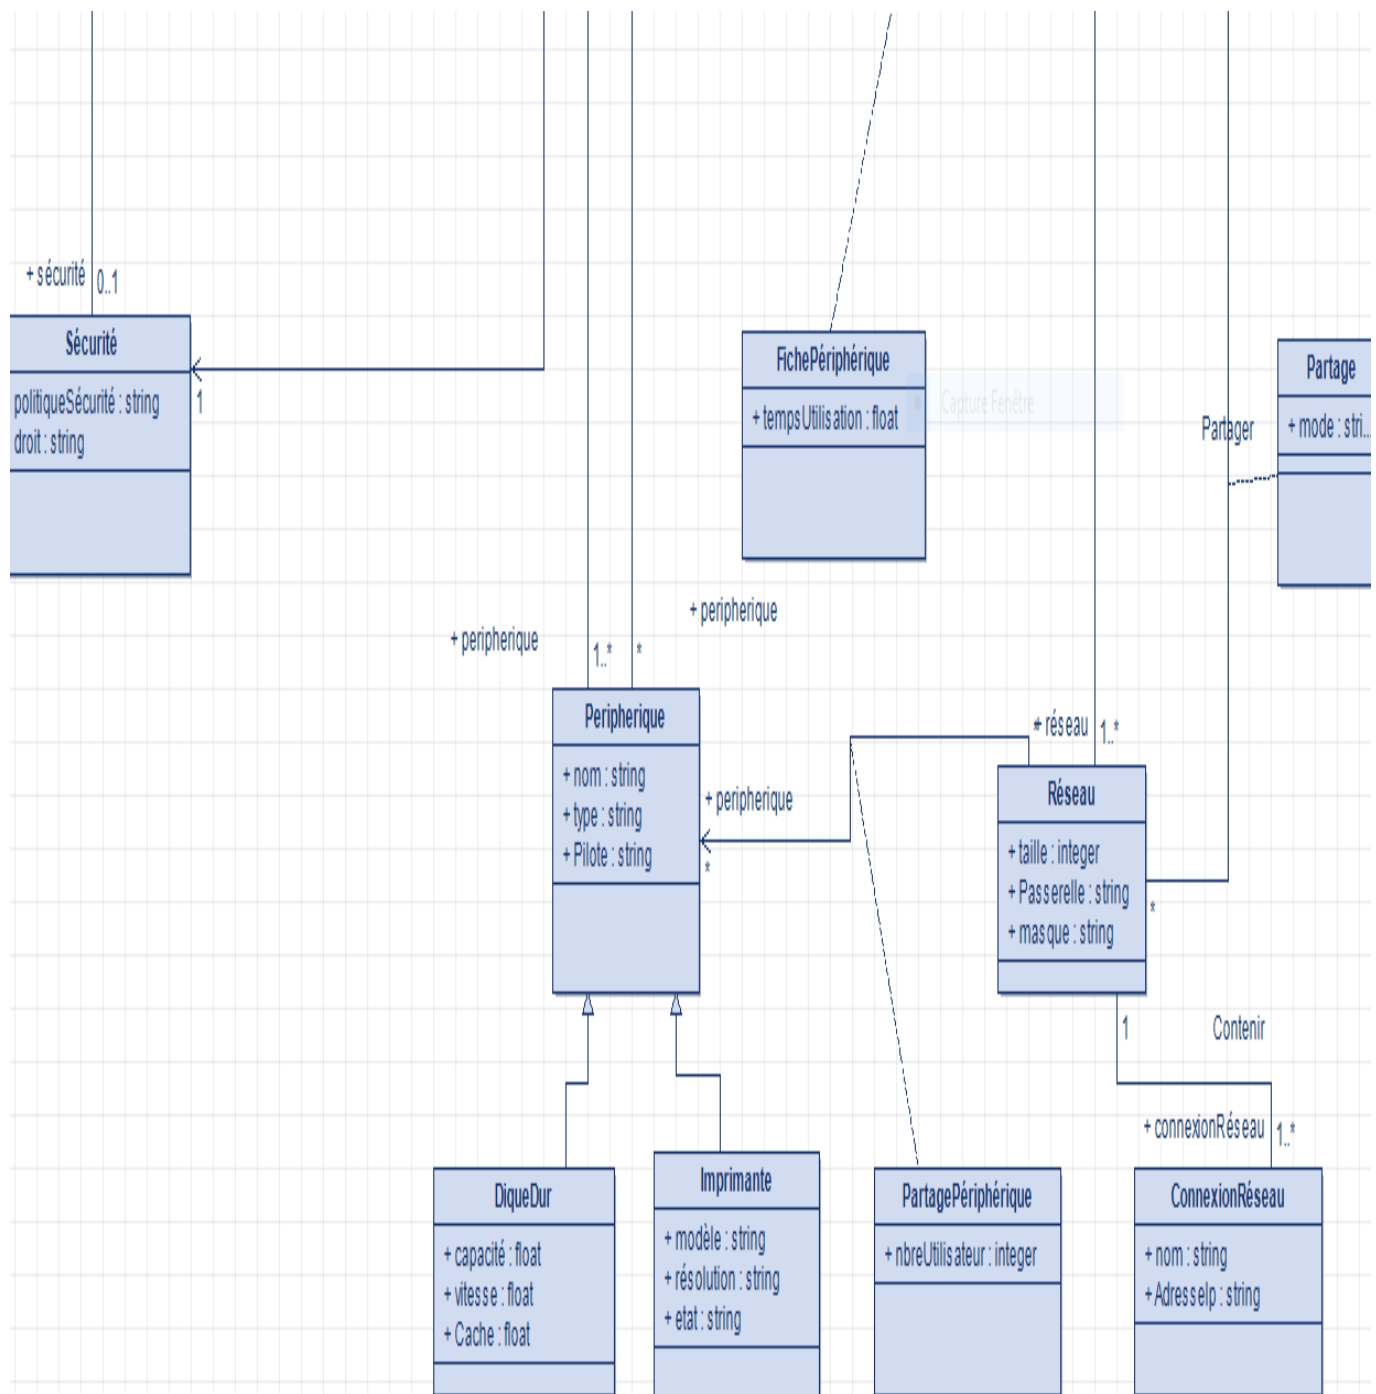 + sécurité
0..1
Sécurité
politiqueSécurité : string
droit : string
1
FichePériphérique
+ tempsUtilisation : float
Capture Fenêtre
Partage
+ mode : stri...
Partager
+ peripherique
1..*
+ peripherique
*
Peripherique
+ nom : string
+ type : string
+ Pilote : string
+ peripherique
*
+ réseau
1..*
Réseau
+ taille : integer
+ Passerelle : string
+ masque : string
*
1
Contenir
+ connexionRéseau
1..*
DiqueDur
+ capacité : float
+ vitesse : float
+ Cache : float
Imprimante
+ modèle : string
+ résolution : string
+ etat : string
PartagePériphérique
+ nbreUtilisateur : integer
ConnexionRéseau
+ nom : string
+ AdresseIp : string